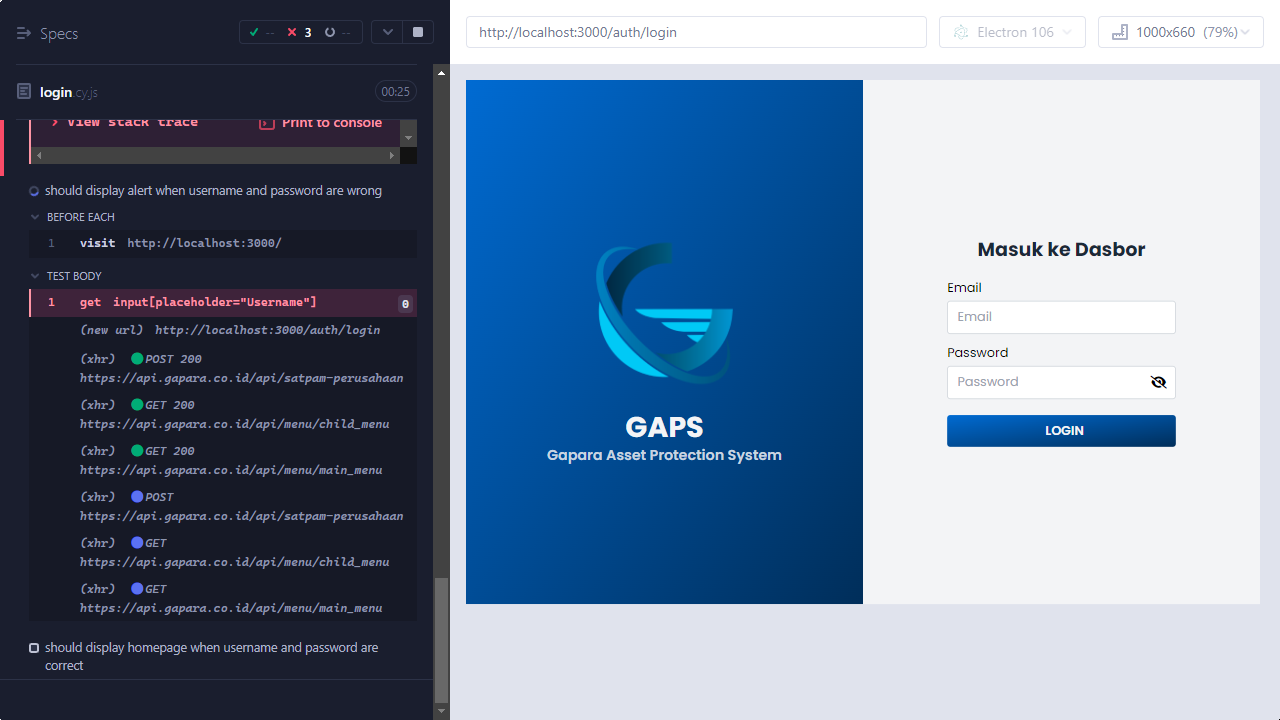 Specs
-- 3 --
http://localhost:3000/auth/login
Electron 106
1000x660 (79%)
login.cy.js
00:25
View stack trace
Print to console
should display alert when username and password are wrong
BEFORE EACH
1 visit http://localhost:3000/
TEST BODY
1 get input[placeholder="Username"] 0
(new url) http://localhost:3000/auth/login
(xhr) POST 200
https://api.gapara.co.id/api/satpam-perusahaan
(xhr) GET 200
https://api.gapara.co.id/api/menu/child_menu
(xhr) GET 200
https://api.gapara.co.id/api/menu/main_menu
(xhr) POST
https://api.gapara.co.id/api/satpam-perusahaan
(xhr) GET
https://api.gapara.co.id/api/menu/child_menu
(xhr) GET
https://api.gapara.co.id/api/menu/main_menu
should display homepage when username and password are
correct
GAPS
Gapara Asset Protection System
Masuk ke Dasbor
Email
Email
Password
Password
LOGIN